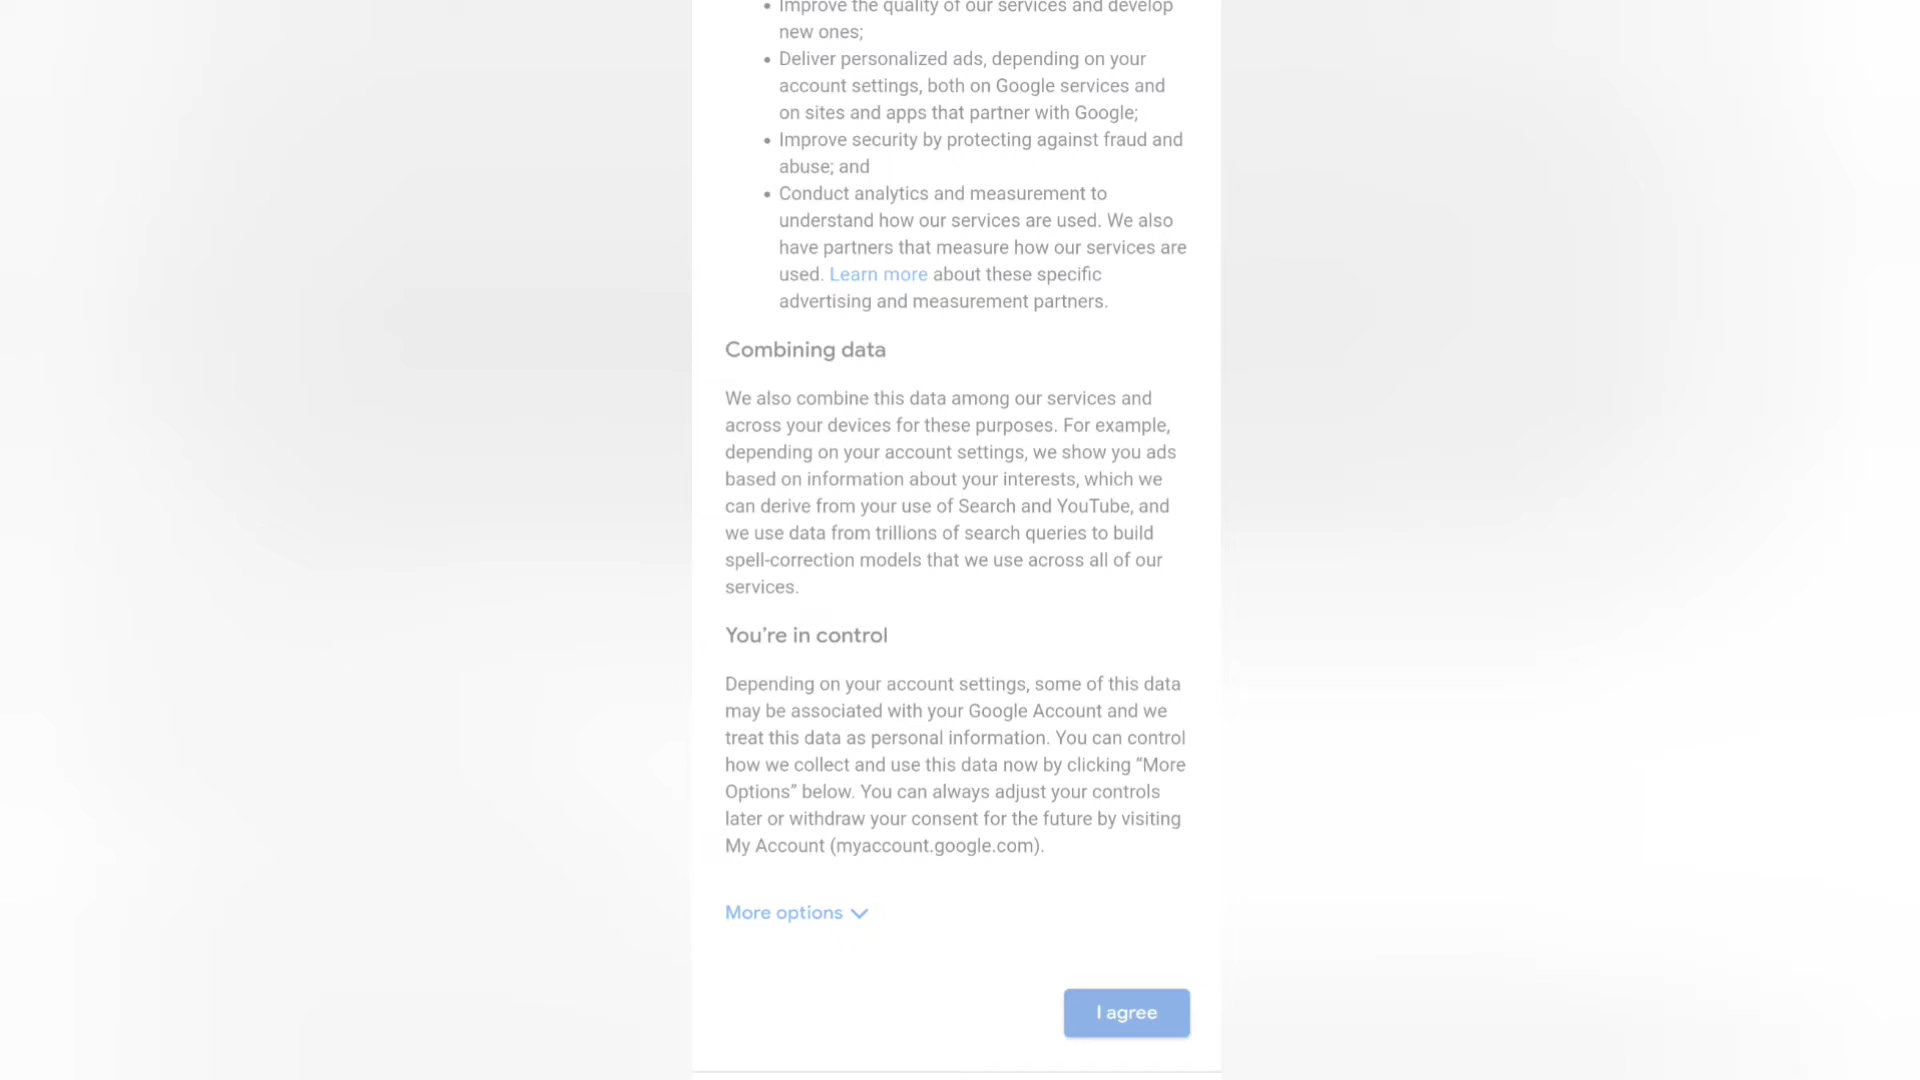 • Improve the quality of our services and develop
new ones;
• Deliver personalized ads, depending on your
account settings, both on Google services and
on sites and apps that partner with Google;
• Improve security by protecting against fraud and
abuse; and
• Conduct analytics and measurement to
understand how our services are used. We also
have partners that measure how our services are
used. Learn more about these specific
advertising and measurement partners.
Combining data
We also combine this data among our services and
across your devices for these purposes. For example,
depending on your account settings, we show you ads
based on information about your interests, which we
can derive from your use of Search and YouTube, and
we use data from trillions of search queries to build
spell-correction models that we use across all of our
services.
You’re in control
Depending on your account settings, some of this data
may be associated with your Google Account and we
treat this data as personal information. You can control
how we collect and use this data now by clicking “More
Options” below. You can always adjust your controls
later or withdraw your consent for the future by visiting
My Account (myaccount.google.com).
More options
I agree